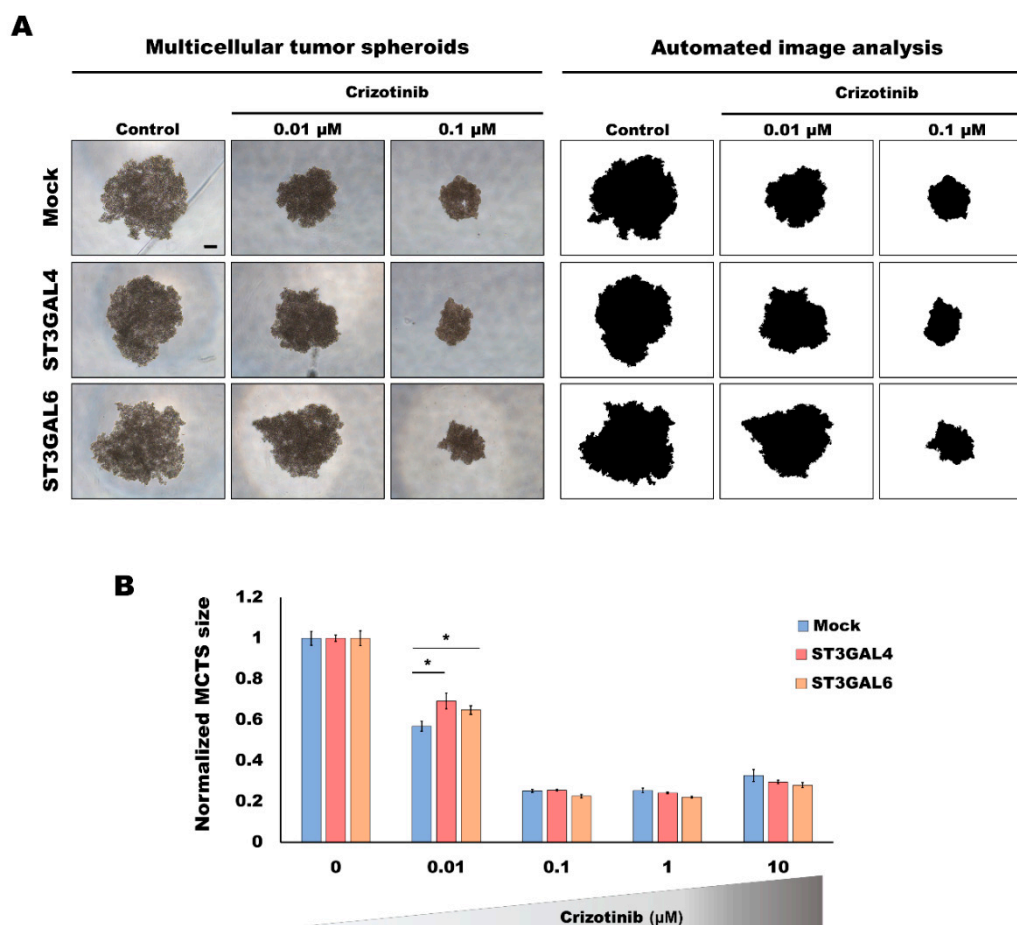 A
Multicellular tumor spheroids
Automated image analysis
Crizotinib
Crizotinib
Control
0.01 µM
0.1 µM
Control
0.01 µM
0.1 µM
Mock
ST3GAL4
ST3GAL6
B
Normalized MCTS size
1.2
1
0.8
0.6
0.4
0.2
0
*
*
Mock
ST3GAL4
ST3GAL6
0
0.01
0.1
1
10
Crizotinib (µM)